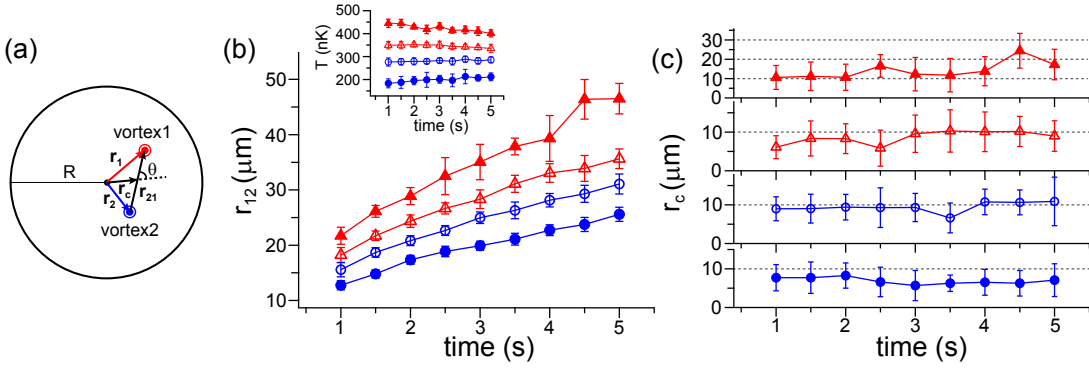 (a)
vortex1
r1
θ
R
rc
r21
r2
vortex2
(b)
500
400
300
200
T (nK)
1 2 3 4 5
time (s)
50
40
30
20
10
r12 (μm)
1 2 3 4 5
time (s)
(c)
30
20
10
0
10
0
10
0
10
0
rc (μm)
1 2 3 4 5
time (s)